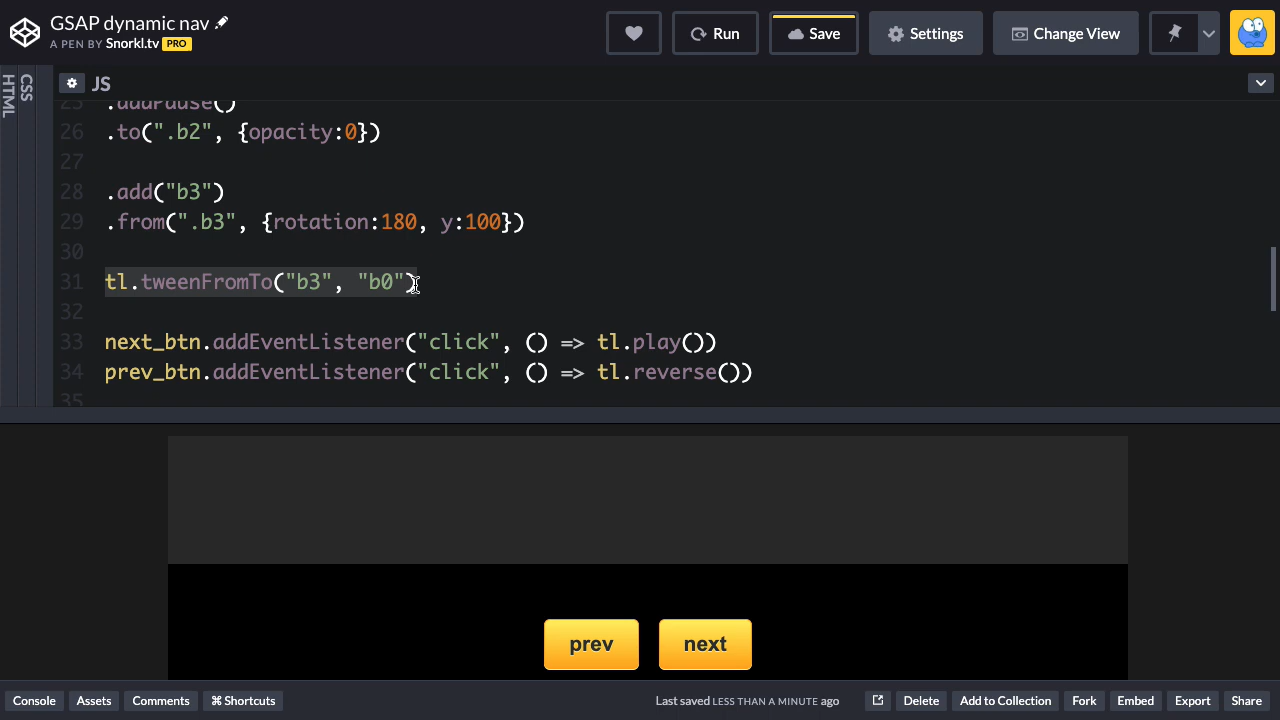 GSAP dynamic nav
A PEN BY Snorkl.tv PRO
Run
Save
Settings
Change View
HTML
CSS
JS
25 .addPause()
26 .to(".b2", {opacity:0})
27
28 .add("b3")
29 .from(".b3", {rotation:180, y:100})
30
31 tl.tweenFromTo("b3", "b0")
32
33 next_btn.addEventListener("click", () => tl.play())
34 prev_btn.addEventListener("click", () => tl.reverse())
35
prev next
Console Assets Comments ⌘ Shortcuts Last saved LESS THAN A MINUTE ago Delete Add to Collection Fork Embed Export Share